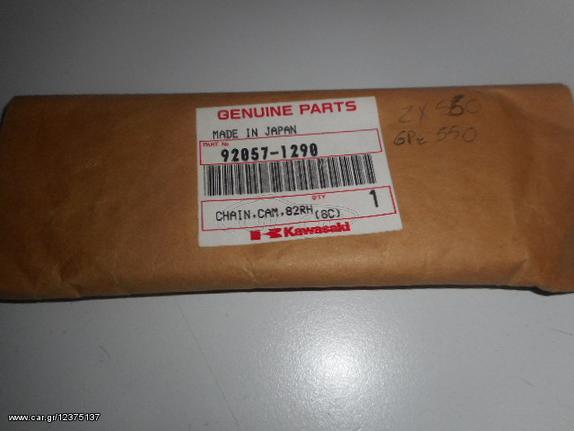 GENUINE PARTS
MADE IN JAPAN
PART No
92057-1290
QTY
1
CHAIN,CAM,82RH(6C)
Kawasaki
ZX 550
GPz 550
www.car.gr/12375137